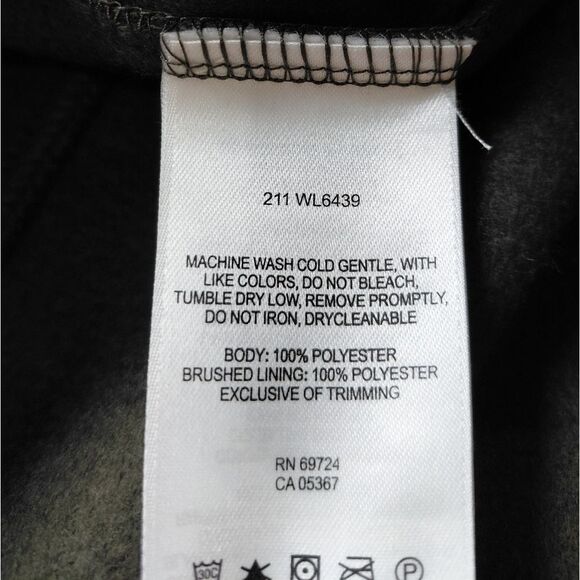 211 WL6439
MACHINE WASH COLD GENTLE, WITH
LIKE COLORS, DO NOT BLEACH,
TUMBLE DRY LOW, REMOVE PROMPTLY,
DO NOT IRON, DRYCLEANABLE
BODY: 100% POLYESTER
BRUSHED LINING: 100% POLYESTER
EXCLUSIVE OF TRIMMING
RN 69724
CA 05367
30C P